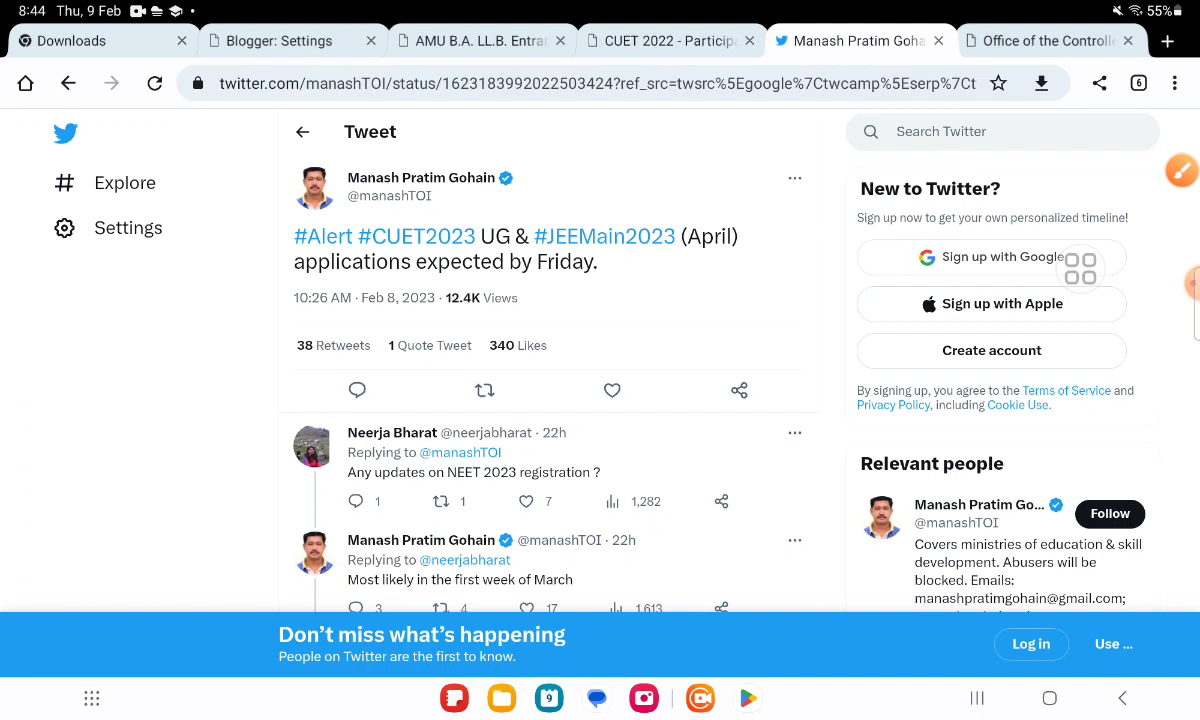 8:44 Thu, 9 Feb
55%
Downloads
Blogger: Settings
AMU B.A. LL.B. Entra
CUET 2022 - Particip
Manash Pratim Goha
Office of the Controlle
twitter.com/manashTOI/status/1623183992022503424?ref_src=twsrc%5Egoogle%7Ctwcamp%5Eserp%7Ct
6
Explore
Settings
Tweet
Manash Pratim Gohain
@manashTOI
#Alert #CUET2023 UG & #JEEMain2023 (April)
applications expected by Friday.
10:26 AM · Feb 8, 2023 · 12.4K Views
38 Retweets 1 Quote Tweet 340 Likes
Neerja Bharat @neerjabharat · 22h
Replying to @manashTOI
Any updates on NEET 2023 registration ?
1 1 7 1,282
Manash Pratim Gohain @manashTOI · 22h
Replying to @neerjabharat
Most likely in the first week of March
3 4 17 1,613
Search Twitter
New to Twitter?
Sign up now to get your own personalized timeline!
Sign up with Google
Sign up with Apple
Create account
By signing up, you agree to the Terms of Service and
Privacy Policy, including Cookie Use.
Relevant people
Manash Pratim Go...
@manashTOI
Follow
Covers ministries of education & skill
development. Abusers will be
blocked. Emails:
manashpratimgohain@gmail.com;
Don't miss what's happening
People on Twitter are the first to know.
Log in
Use ...
9